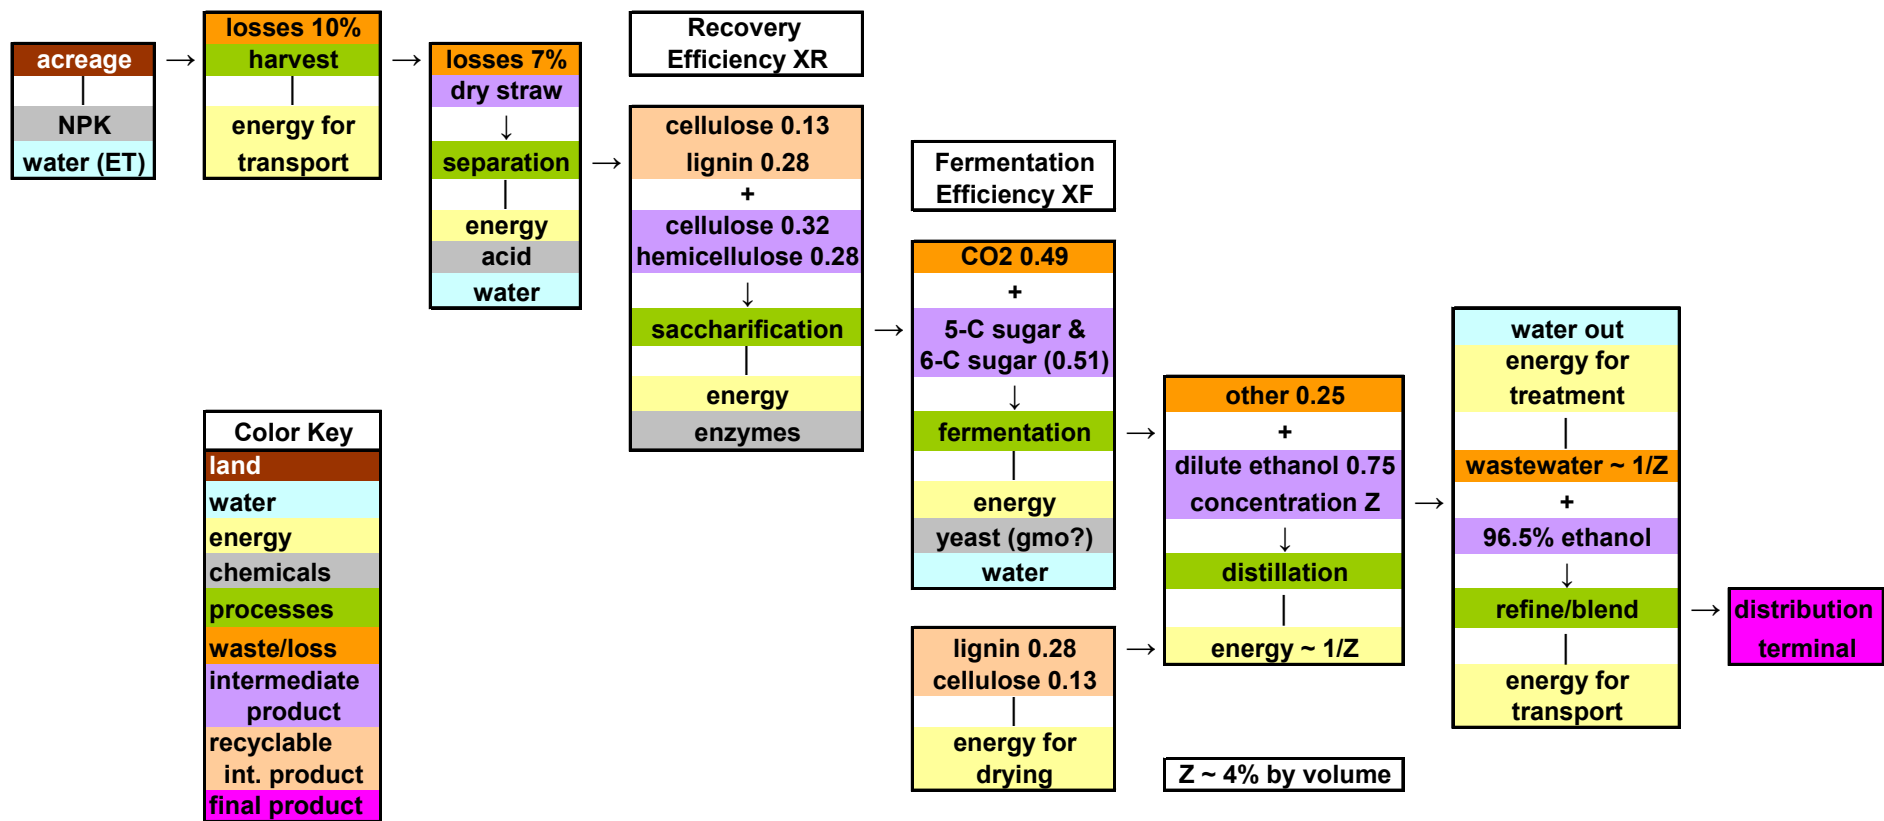 acreage
NPK
water (ET)
→
losses 10%
harvest
energy for
transport
→
losses 7%
dry straw
↓
separation
energy
acid
water
→
Recovery
Efficiency XR
cellulose 0.13
lignin 0.28
+
cellulose 0.32
hemicellulose 0.28
↓
saccharification
energy
enzymes
→
Fermentation
Efficiency XF
CO2 0.49
+
5-C sugar &
6-C sugar (0.51)
↓
fermentation
energy
yeast (gmo?)
water
→
lignin 0.28
cellulose 0.13
energy for
drying
→
other 0.25
+
dilute ethanol 0.75
concentration Z
↓
distillation
energy ~ 1/Z
Z ~ 4% by volume
→
water out
energy for
treatment
wastewater ~ 1/Z
+
96.5% ethanol
↓
refine/blend
energy for
transport
→
distribution
terminal
Color Key
land
water
energy
chemicals
processes
waste/loss
intermediate
product
recyclable
int. product
final product